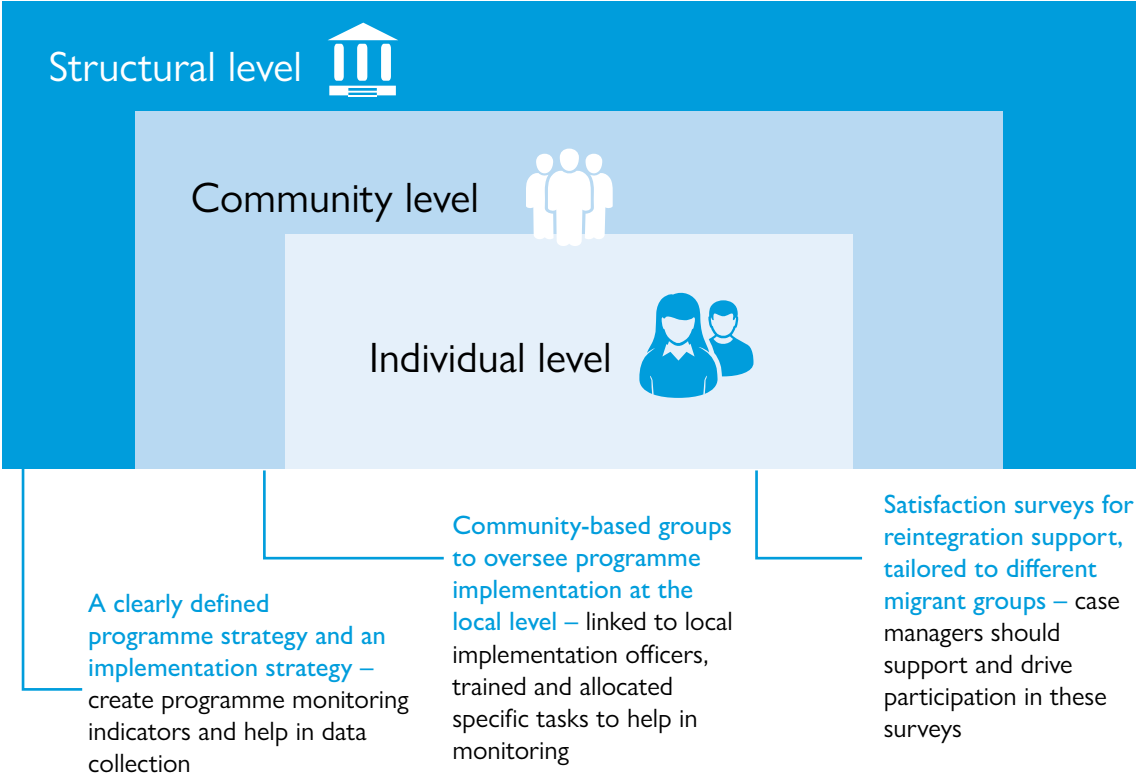 Structural level
Community level
Individual level
A clearly defined
programme strategy and an
implementation strategy –
create programme monitoring
indicators and help in data
collection
Community-based groups
to oversee programme
implementation at the
local level – linked to local
implementation officers,
trained and allocated
specific tasks to help in
monitoring
Satisfaction surveys for
reintegration support,
tailored to different
migrant groups – case
managers should
support and drive
participation in these
surveys